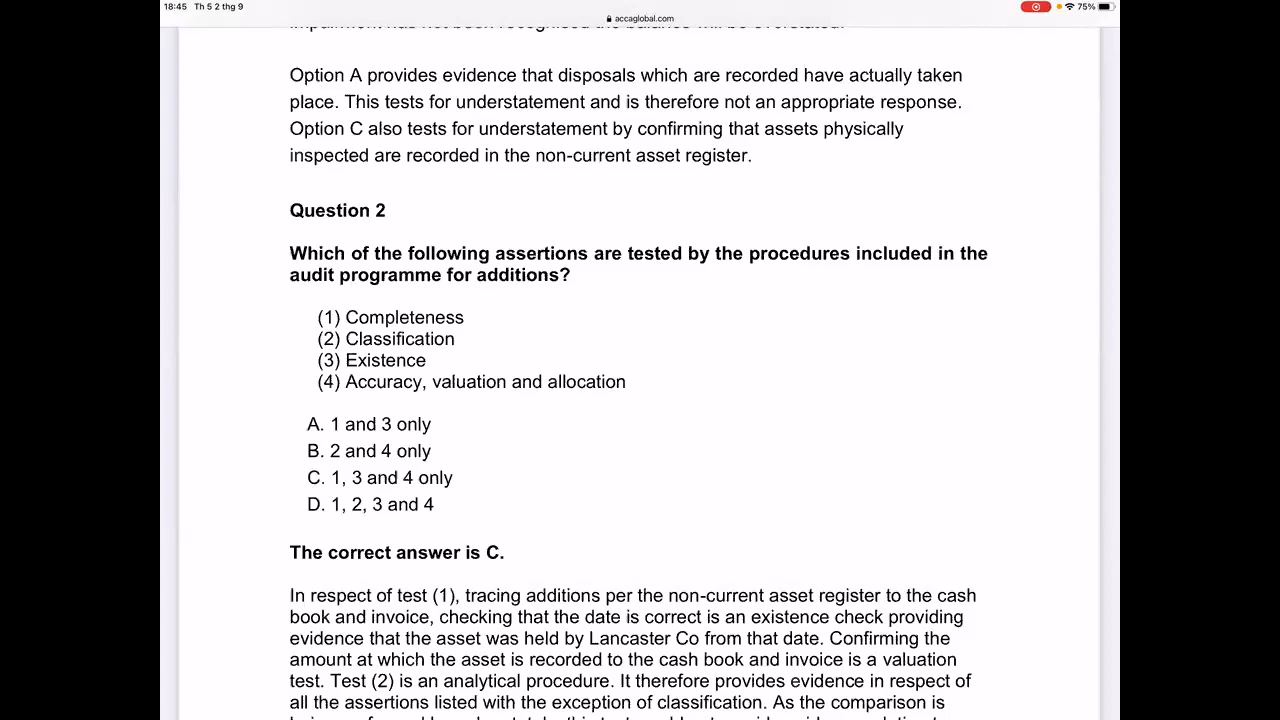 18:45 Th 5 2 thg 9
75%
accaglobal.com
Option A provides evidence that disposals which are recorded have actually taken
place. This tests for understatement and is therefore not an appropriate response.
Option C also tests for understatement by confirming that assets physically
inspected are recorded in the non-current asset register.
Question 2
Which of the following assertions are tested by the procedures included in the
audit programme for additions?
(1) Completeness
(2) Classification
(3) Existence
(4) Accuracy, valuation and allocation
A. 1 and 3 only
B. 2 and 4 only
C. 1, 3 and 4 only
D. 1, 2, 3 and 4
The correct answer is C.
In respect of test (1), tracing additions per the non-current asset register to the cash
book and invoice, checking that the date is correct is an existence check providing
evidence that the asset was held by Lancaster Co from that date. Confirming the
amount at which the asset is recorded to the cash book and invoice is a valuation
test. Test (2) is an analytical procedure. It therefore provides evidence in respect of
all the assertions listed with the exception of classification. As the comparison is